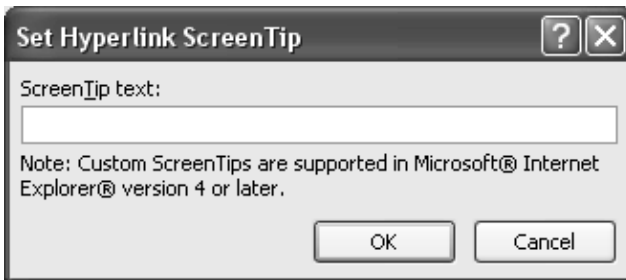 Set Hyperlink ScreenTip
ScreenTip text:
Note: Custom ScreenTips are supported in Microsoft® Internet
Explorer® version 4 or later.
OK Cancel